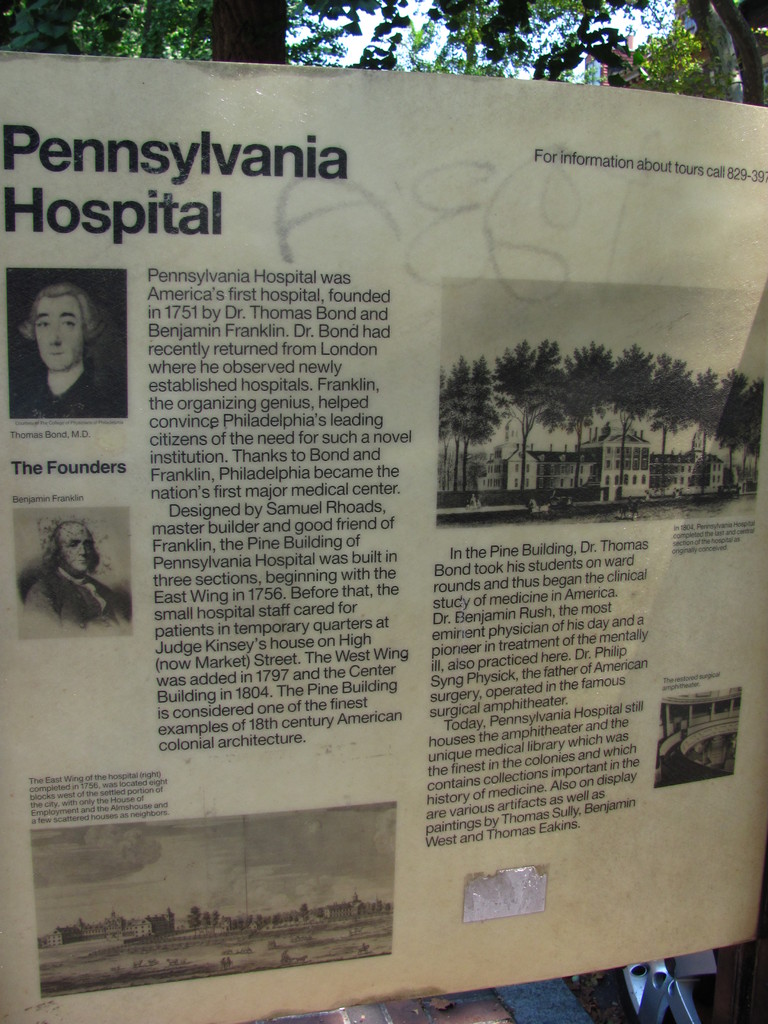 Pennsylvania
Hospital
For information about tours call 829-397
Thomas Bond, M.D.
The Founders
Benjamin Franklin
Pennsylvania Hospital was
America's first hospital, founded
in 1751 by Dr. Thomas Bond and
Benjamin Franklin. Dr. Bond had
recently returned from London
where he observed newly
established hospitals. Franklin,
the organizing genius, helped
convince Philadelphia's leading
citizens of the need for such a novel
institution. Thanks to Bond and
Franklin, Philadelphia became the
nation's first major medical center.
Designed by Samuel Rhoads,
master builder and good friend of
Franklin, the Pine Building of
Pennsylvania Hospital was built in
three sections, beginning with the
East Wing in 1756. Before that, the
small hospital staff cared for
patients in temporary quarters at
Judge Kinsey's house on High
(now Market) Street. The West Wing
was added in 1797 and the Center
Building in 1804. The Pine Building
is considered one of the finest
examples of 18th century American
colonial architecture.
The East Wing of the hospital (right)
completed in 1756, was located eight
blocks west of the settled portion of
the city, with only the House of
Employment and the Almshouse and
a few scattered houses as neighbors.
In 1804, Pennsylvania Hospital
completed the last and central
section of the hospital as
originally conceived.
In the Pine Building, Dr. Thomas
Bond took his students on ward
rounds and thus began the clinical
study of medicine in America.
Dr. Benjamin Rush, the most
eminent physician of his day and a
pioneer in treatment of the mentally
ill, also practiced here. Dr. Philip
Syng Physick, the father of American
surgery, operated in the famous
surgical amphitheater.
Today, Pennsylvania Hospital still
houses the amphitheater and the
unique medical library which was
the finest in the colonies and which
contains collections important in the
history of medicine. Also on display
are various artifacts as well as
paintings by Thomas Sully, Benjamin
West and Thomas Eakins.
The restored surgical
amphitheater.